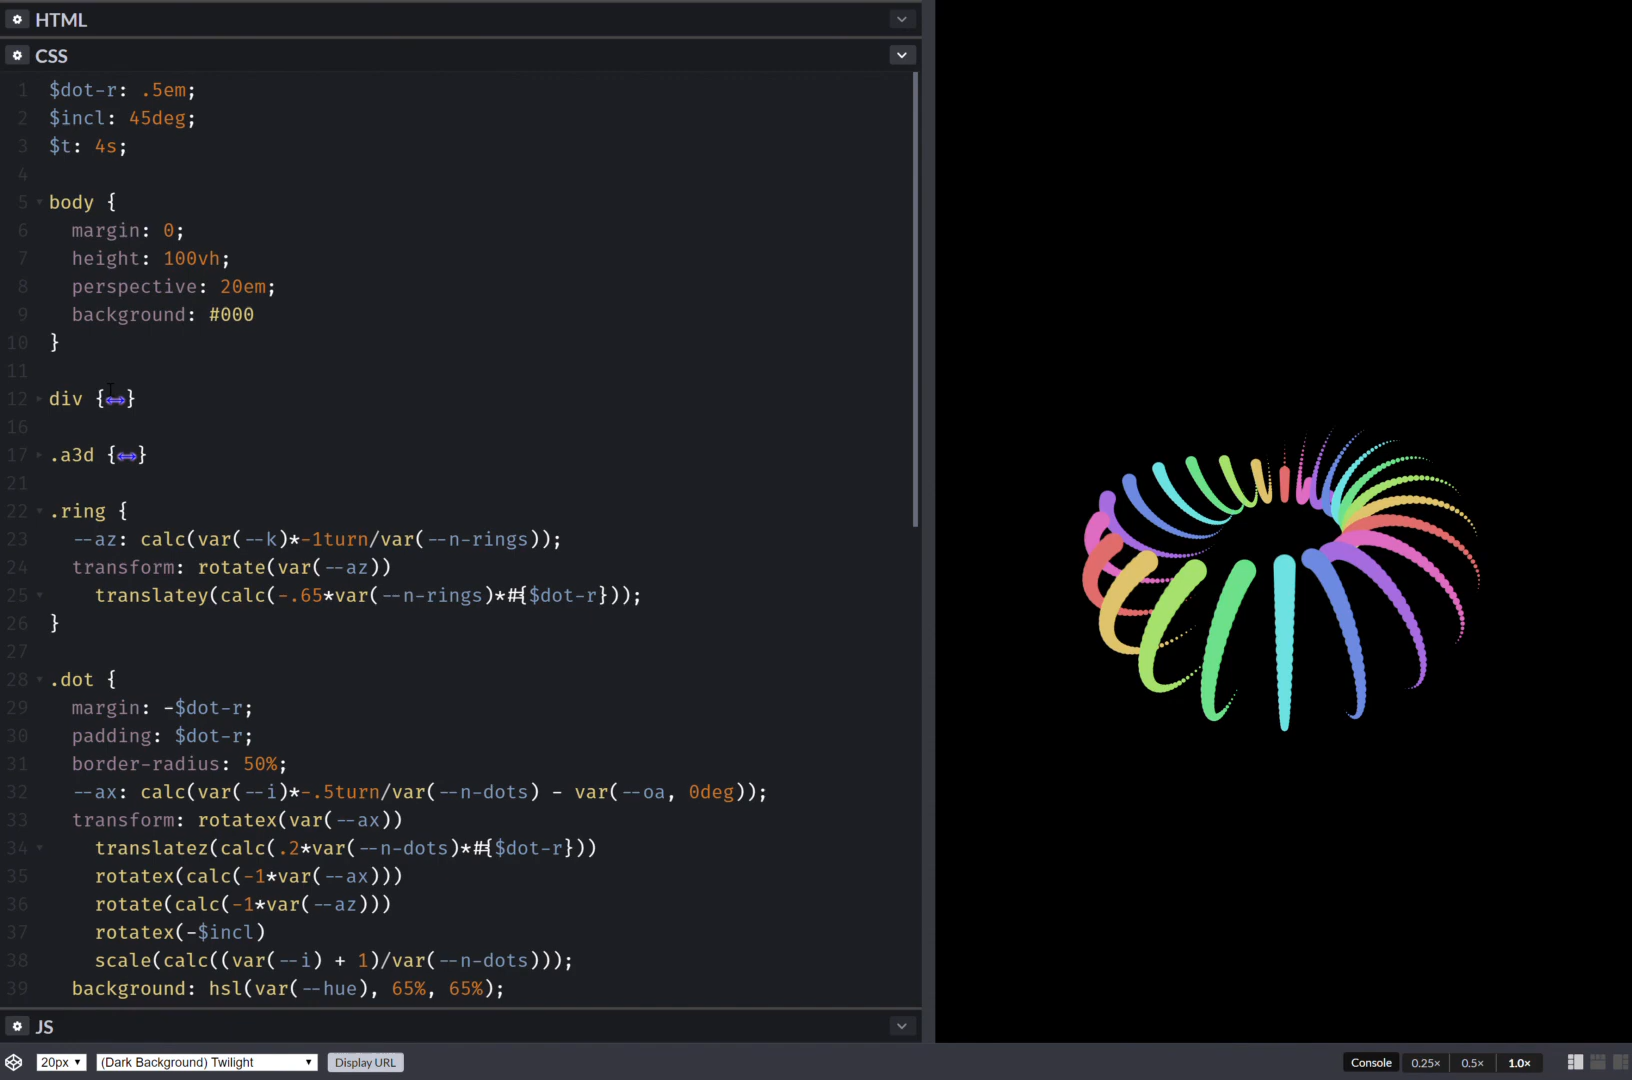 HTML
CSS
1 $dot-r: .5em;
2 $incl: 45deg;
3 $t: 4s;
4
5 body {
6 margin: 0;
7 height: 100vh;
8 perspective: 20em;
9 background: #000
10 }
11
12 div {↔}
16
17 .a3d {↔}
21
22 .ring {
23 --az: calc(var(--k)*-1turn/var(--n-rings));
24 transform: rotate(var(--az))
25 translatey(calc(-.65*var(--n-rings)*#{$dot-r}));
26 }
27
28 .dot {
29 margin: -$dot-r;
30 padding: $dot-r;
31 border-radius: 50%;
32 --ax: calc(var(--i)*-.5turn/var(--n-dots) - var(--oa, 0deg));
33 transform: rotatex(var(--ax))
34 translatez(calc(.2*var(--n-dots)*#{$dot-r}))
35 rotatex(calc(-1*var(--ax)))
36 rotate(calc(-1*var(--az)))
37 rotatex(-$incl)
38 scale(calc((var(--i) + 1)/var(--n-dots)));
39 background: hsl(var(--hue), 65%, 65%);
JS
20px (Dark Background) Twilight Display URL Console 0.25× 0.5× 1.0×